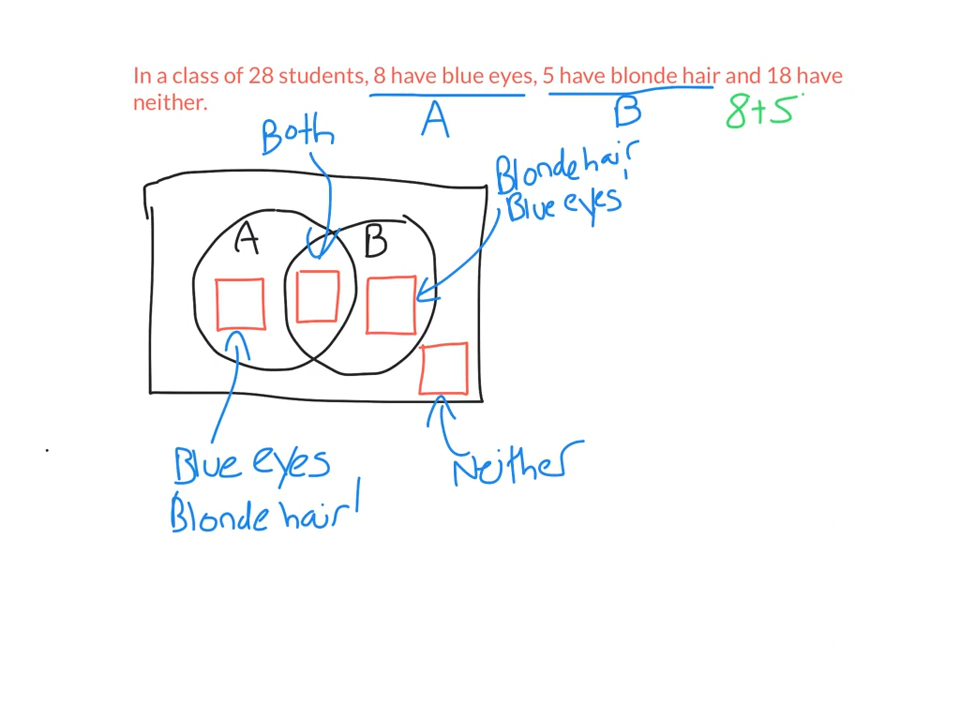 In a class of 28 students, 8 have blue eyes, 5 have blonde hair and 18 have
neither.
A
B
8+5
Both
Blonde hair
Blue eyes'
A
B
Blue eyes
Blonde hair'
Neither